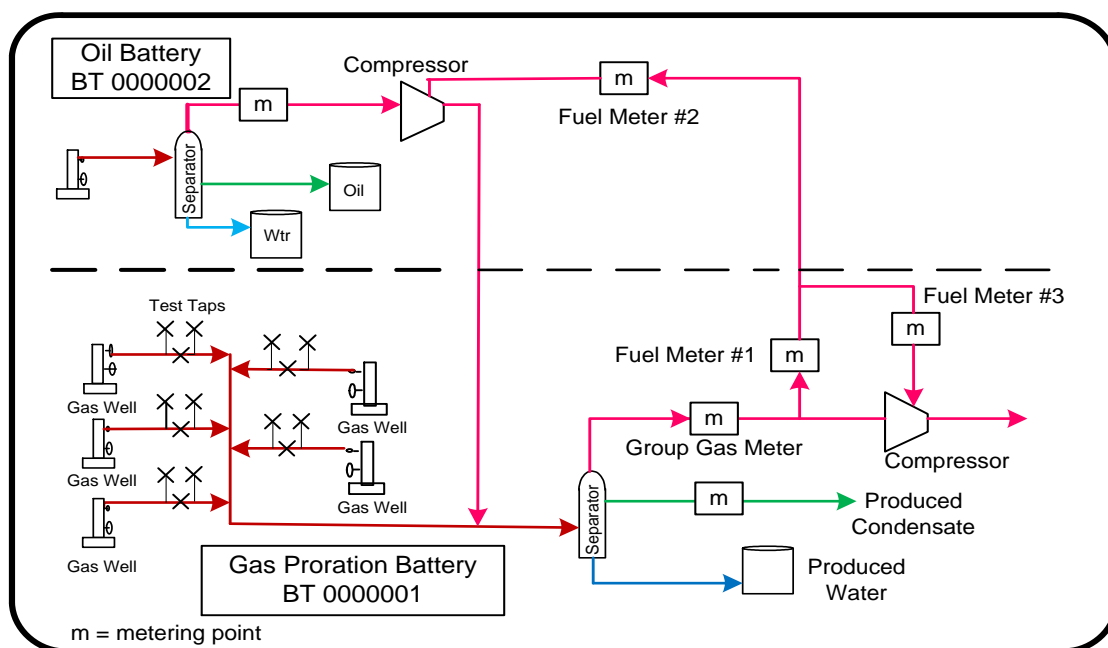 Oil Battery
BT 0000002
Compressor
m
m
Fuel Meter #2
Separator
Oil
Wtr
Test Taps
Fuel Meter #3
m
Fuel Meter #1
m
Gas Well
Gas Well
m
Group Gas Meter
Compressor
Gas Well
Gas Well
Gas Well
Separator
m
Produced
Condensate
Gas Proration Battery
BT 0000001
Produced
Water
m = metering point